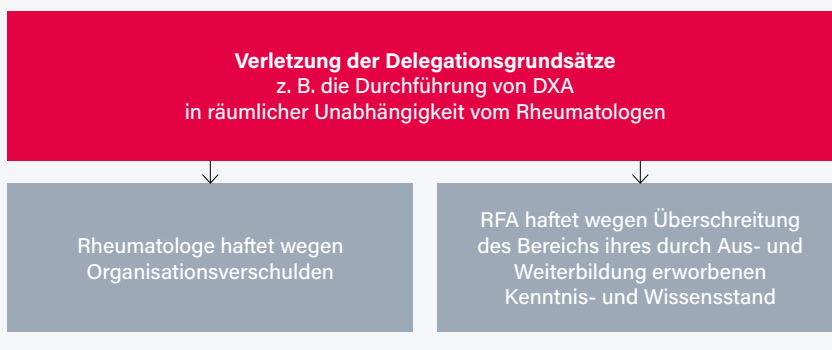 Verletzung der Delegationsgrundsätze
z. B. die Durchführung von DXA
in räumlicher Unabhängigkeit vom Rheumatologen
Rheumatologe haftet wegen
Organisationsverschulden
RFA haftet wegen Überschreitung
des Bereichs ihres durch Aus- und
Weiterbildung erworbenen
Kenntnis- und Wissensstand